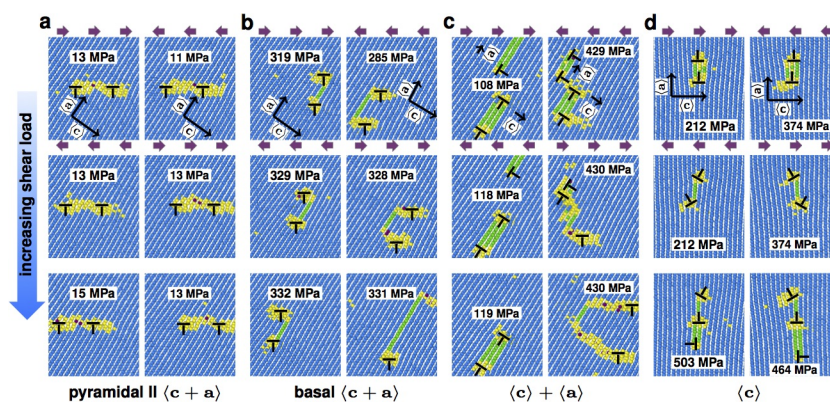 a b c d
increasing shear load
13 MPa 11 MPa
⟨a⟩ ⟨c⟩ ⟨a⟩ ⟨c⟩
13 MPa 13 MPa
15 MPa 13 MPa
pyramidal II ⟨c + a⟩
319 MPa 285 MPa
⟨a⟩ ⟨c⟩ ⟨a⟩ ⟨c⟩
329 MPa 328 MPa
332 MPa 331 MPa
basal ⟨c + a⟩
⟨a⟩ 429 MPa
108 MPa ⟨a⟩
⟨c⟩ ⟨c⟩
118 MPa 430 MPa
119 MPa 430 MPa
⟨c⟩ + ⟨a⟩
⟨a⟩ ⟨c⟩ ⟨a⟩ ⟨c⟩
212 MPa 374 MPa
212 MPa 374 MPa
503 MPa 464 MPa
⟨c⟩